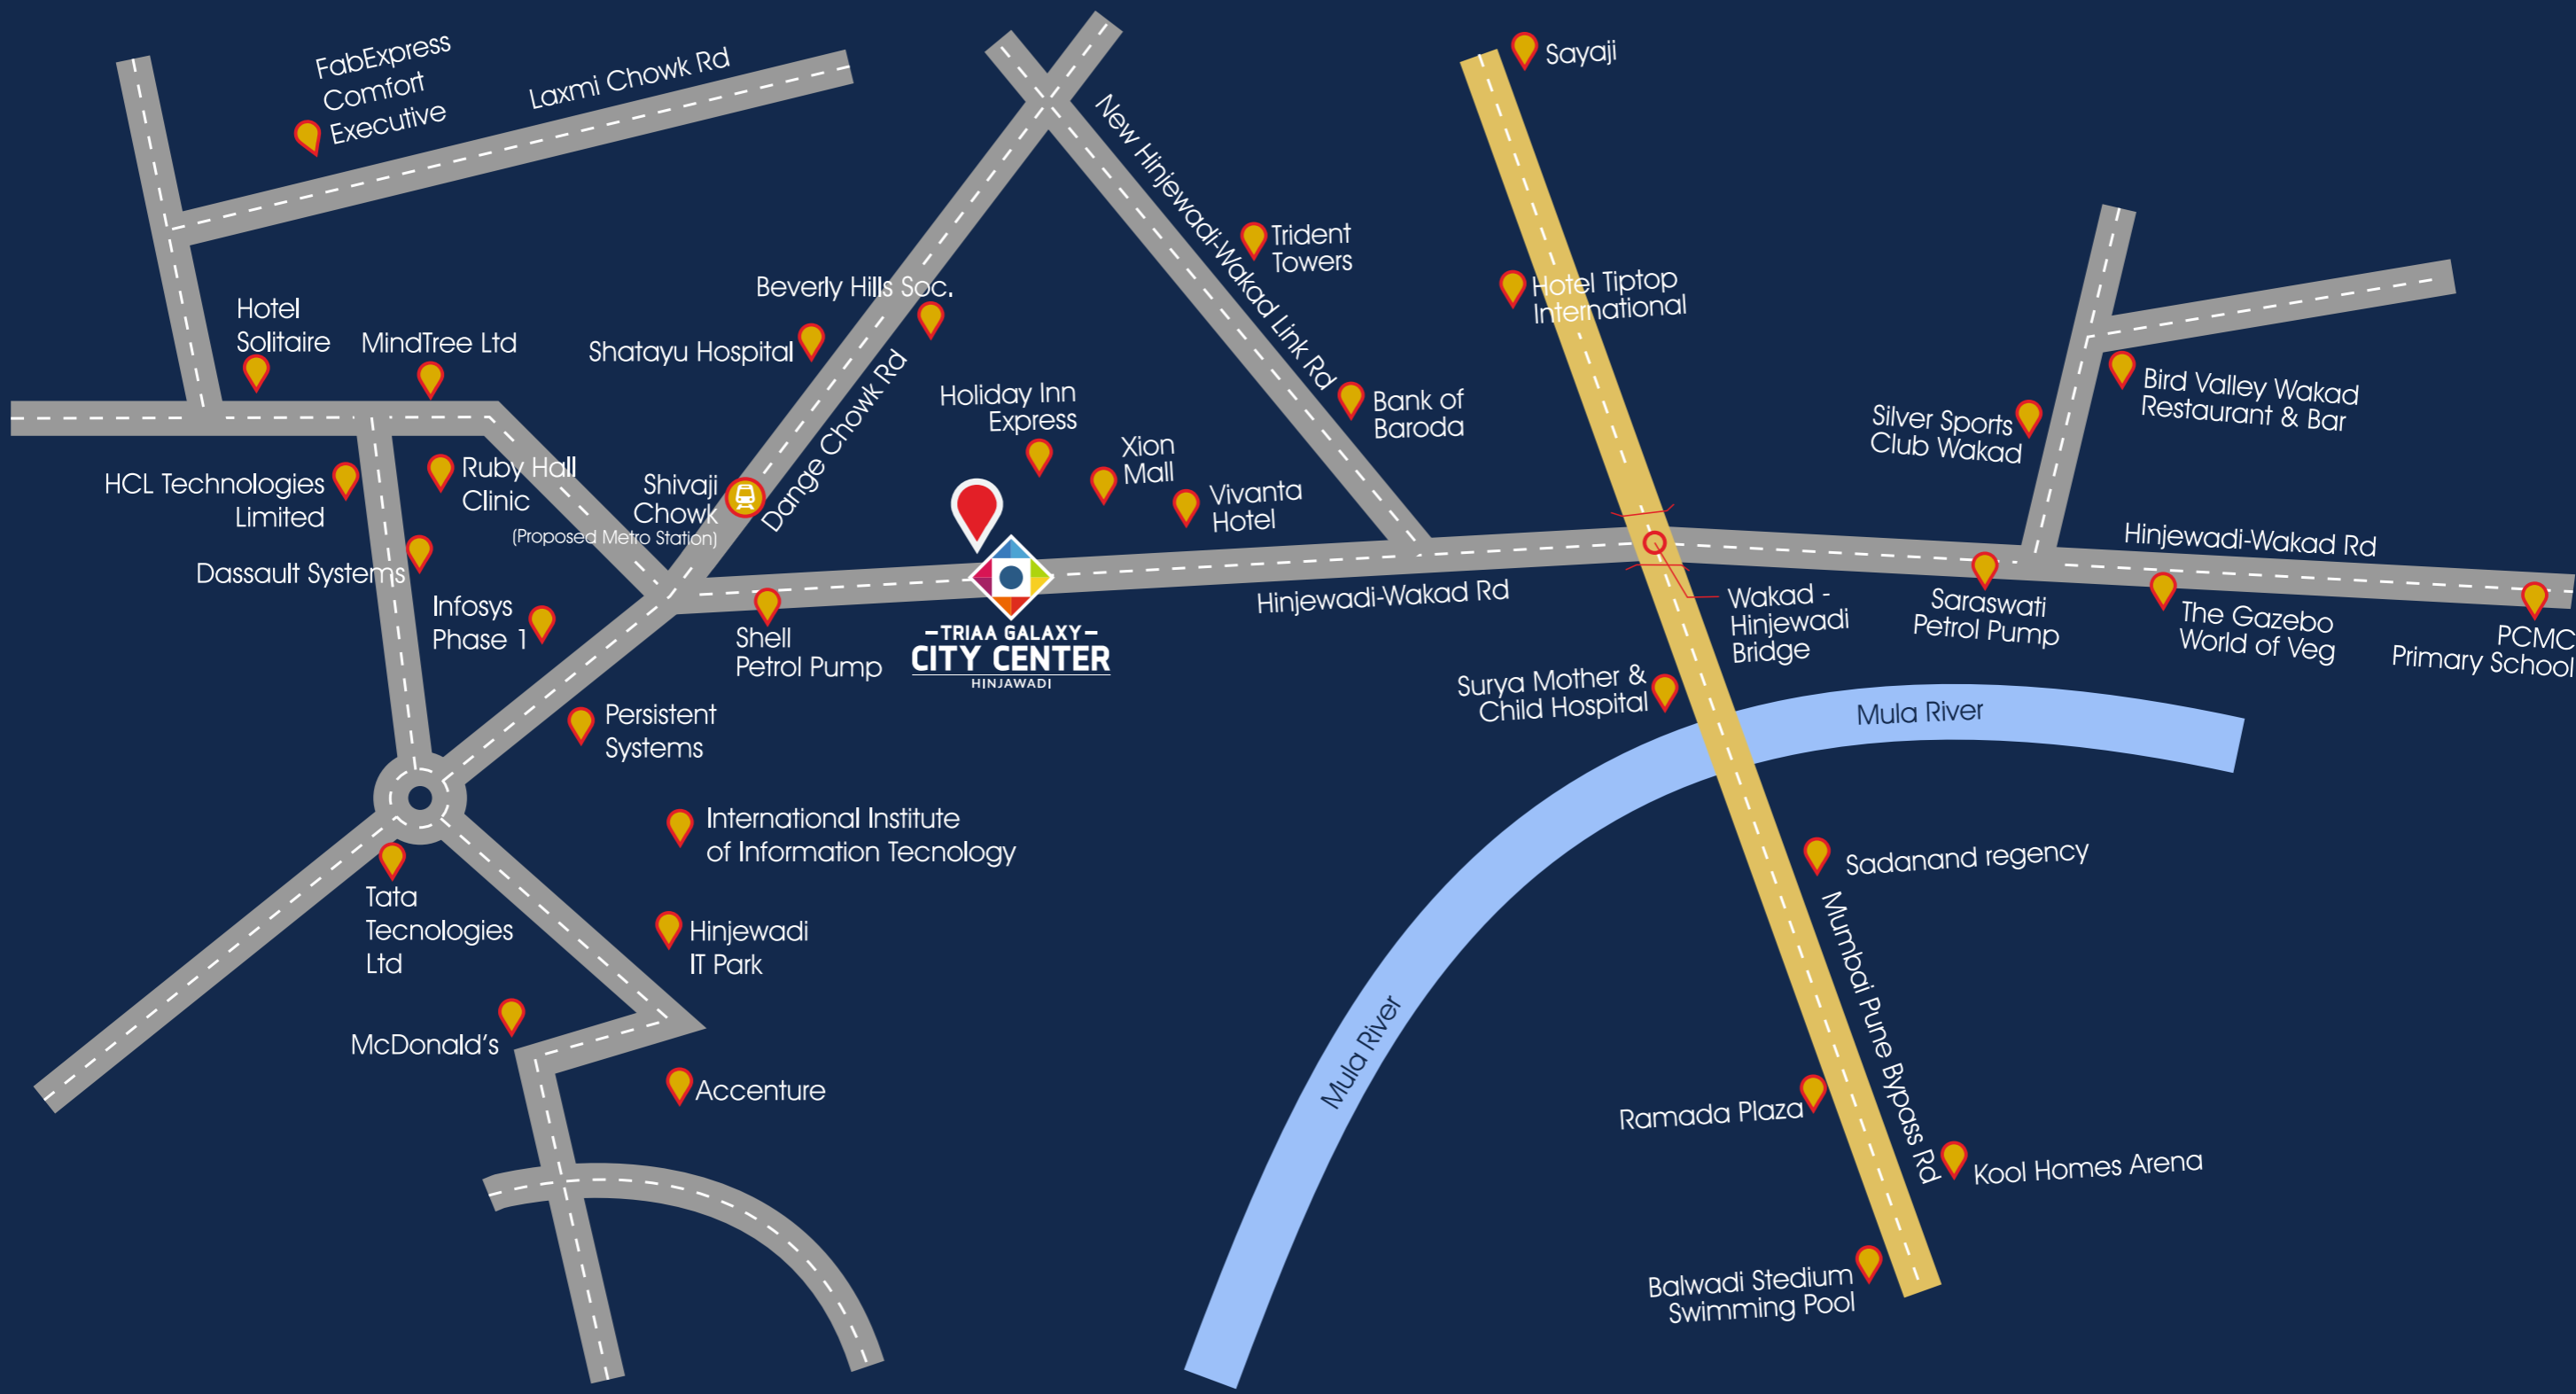 FabExpress
Comfort
Executive
Laxmi Chowk Rd
Sayaji
New Hinjewadi-Wakad Link Rd
Trident
Towers
Hotel Tiptop
International
Beverly Hills Soc.
Shatayu Hospital
Dange Chowk Rd
Hotel
Solitaire
MindTree Ltd
Holiday Inn
Express
Xion
Mall
Vivanta
Hotel
Bank of
Baroda
Bird Valley Wakad
Restaurant & Bar
Silver Sports
Club Wakad
HCL Technologies
Limited
Ruby Hall
Clinic
Shivaji
Chowk
(Proposed Metro Station)
Dassault Systems
Infosys
Phase 1
Shell
Petrol Pump
TRIAA GALAXY
CITY CENTER
HINJAWADI
Hinjewadi-Wakad Rd
Wakad -
Hinjewadi
Bridge
Hinjewadi-Wakad Rd
Saraswati
Petrol Pump
The Gazebo
World of Veg
PCMC
Primary School
Surya Mother &
Child Hospital
Mula River
Persistent
Systems
International Institute
of Information Tecnology
Sadanand regency
Tata
Tecnologies
Ltd
Hinjewadi
IT Park
McDonald's
Accenture
Mula River
Mumbai Pune Bypass Rd
Ramada Plaza
Kool Homes Arena
Balwadi Stedium
Swimming Pool